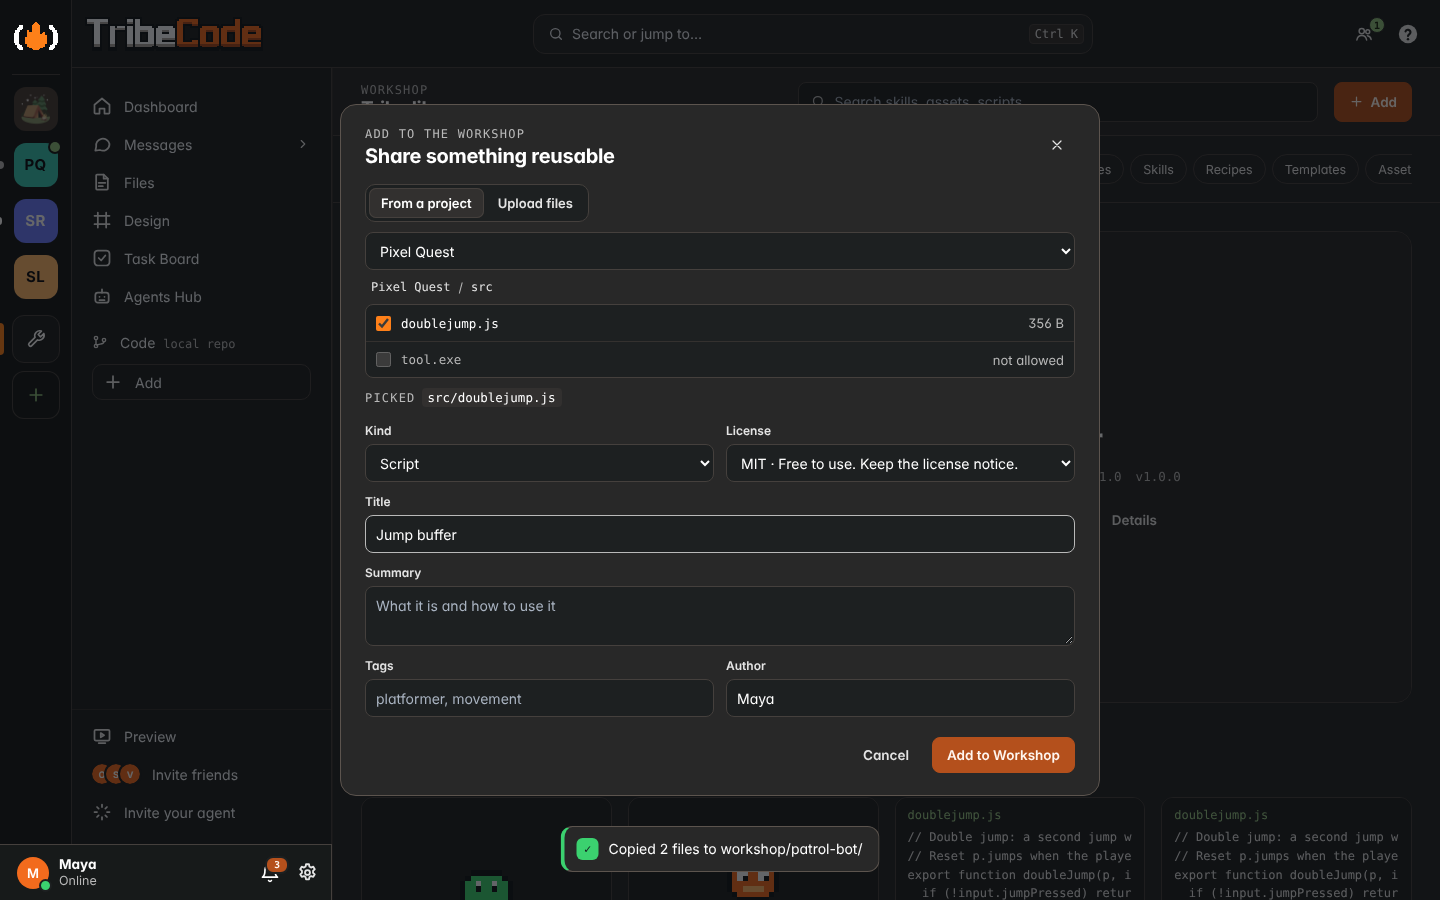 TribeCode
Search or jump to...
Ctrl K
1
PQ
SR
SL
Dashboard
Messages
Files
Design
Task Board
Agents Hub
Code local repo
Add
Preview
Invite friends
Invite your agent
M
Maya
Online
3
WORKSHOP
Search skills, assets, scripts
Add
Skills
Recipes
Templates
Asset
ADD TO THE WORKSHOP
Share something reusable
From a project
Upload files
Pixel Quest
Pixel Quest / src
doublejump.js
356 B
tool.exe
not allowed
PICKED src/doublejump.js
Kind
License
Script
MIT · Free to use. Keep the license notice.
Title
Jump buffer
Summary
What it is and how to use it
Tags
Author
platformer, movement
Maya
Cancel
Add to Workshop
v1.0.0
Details
Copied 2 files to workshop/patrol-bot/
doublejump.js
// Double jump: a second jump w
// Reset p.jumps when the playe
export function doubleJump(p, i
if (!input.jumpPressed) retur
doublejump.js
// Double jump: a second jump w
// Reset p.jumps when the playe
export function doubleJump(p, i
if (!input.jumpPressed) retur